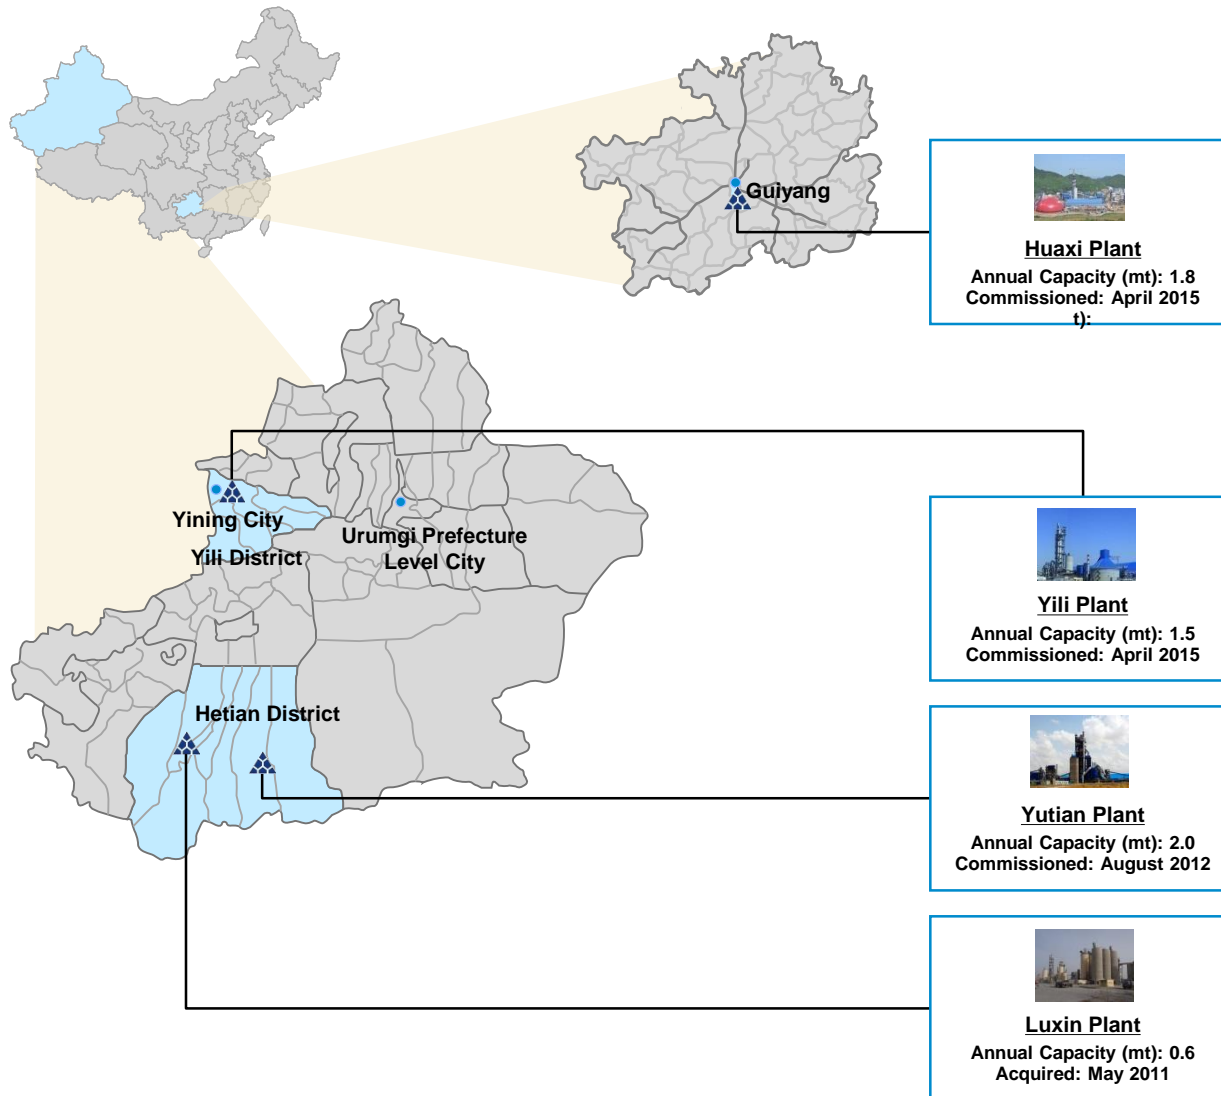 Guiyang
Huaxi Plant
Annual Capacity (mt): 1.8
Commissioned: April 2015
t):
Yining City
Yili District
Urumgi Prefecture
Level City
Yili Plant
Annual Capacity (mt): 1.5
Commissioned: April 2015
Hetian District
Yutian Plant
Annual Capacity (mt): 2.0
Commissioned: August 2012
Luxin Plant
Annual Capacity (mt): 0.6
Acquired: May 2011